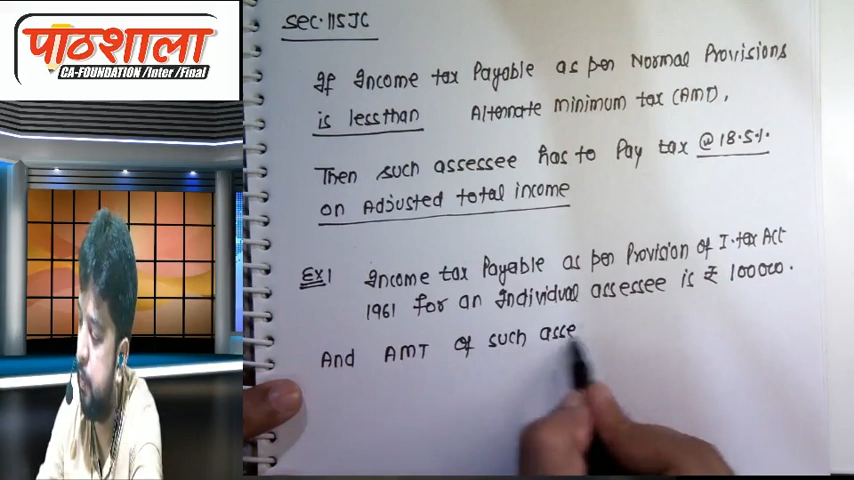 पाठशाला
CA-FOUNDATION /Inter /Final
Sec. 115JC
If Income tax Payable as per Normal Provisions
is less than Alternate minimum tax (AMT),
Then such assessee has to Pay tax @ 18.5%
on Adjusted total income
Ex1 Income tax Payable as per Provision of I.tax Act
1961 for an Individual assessee is ₹ 100000.
And AMT of such asse